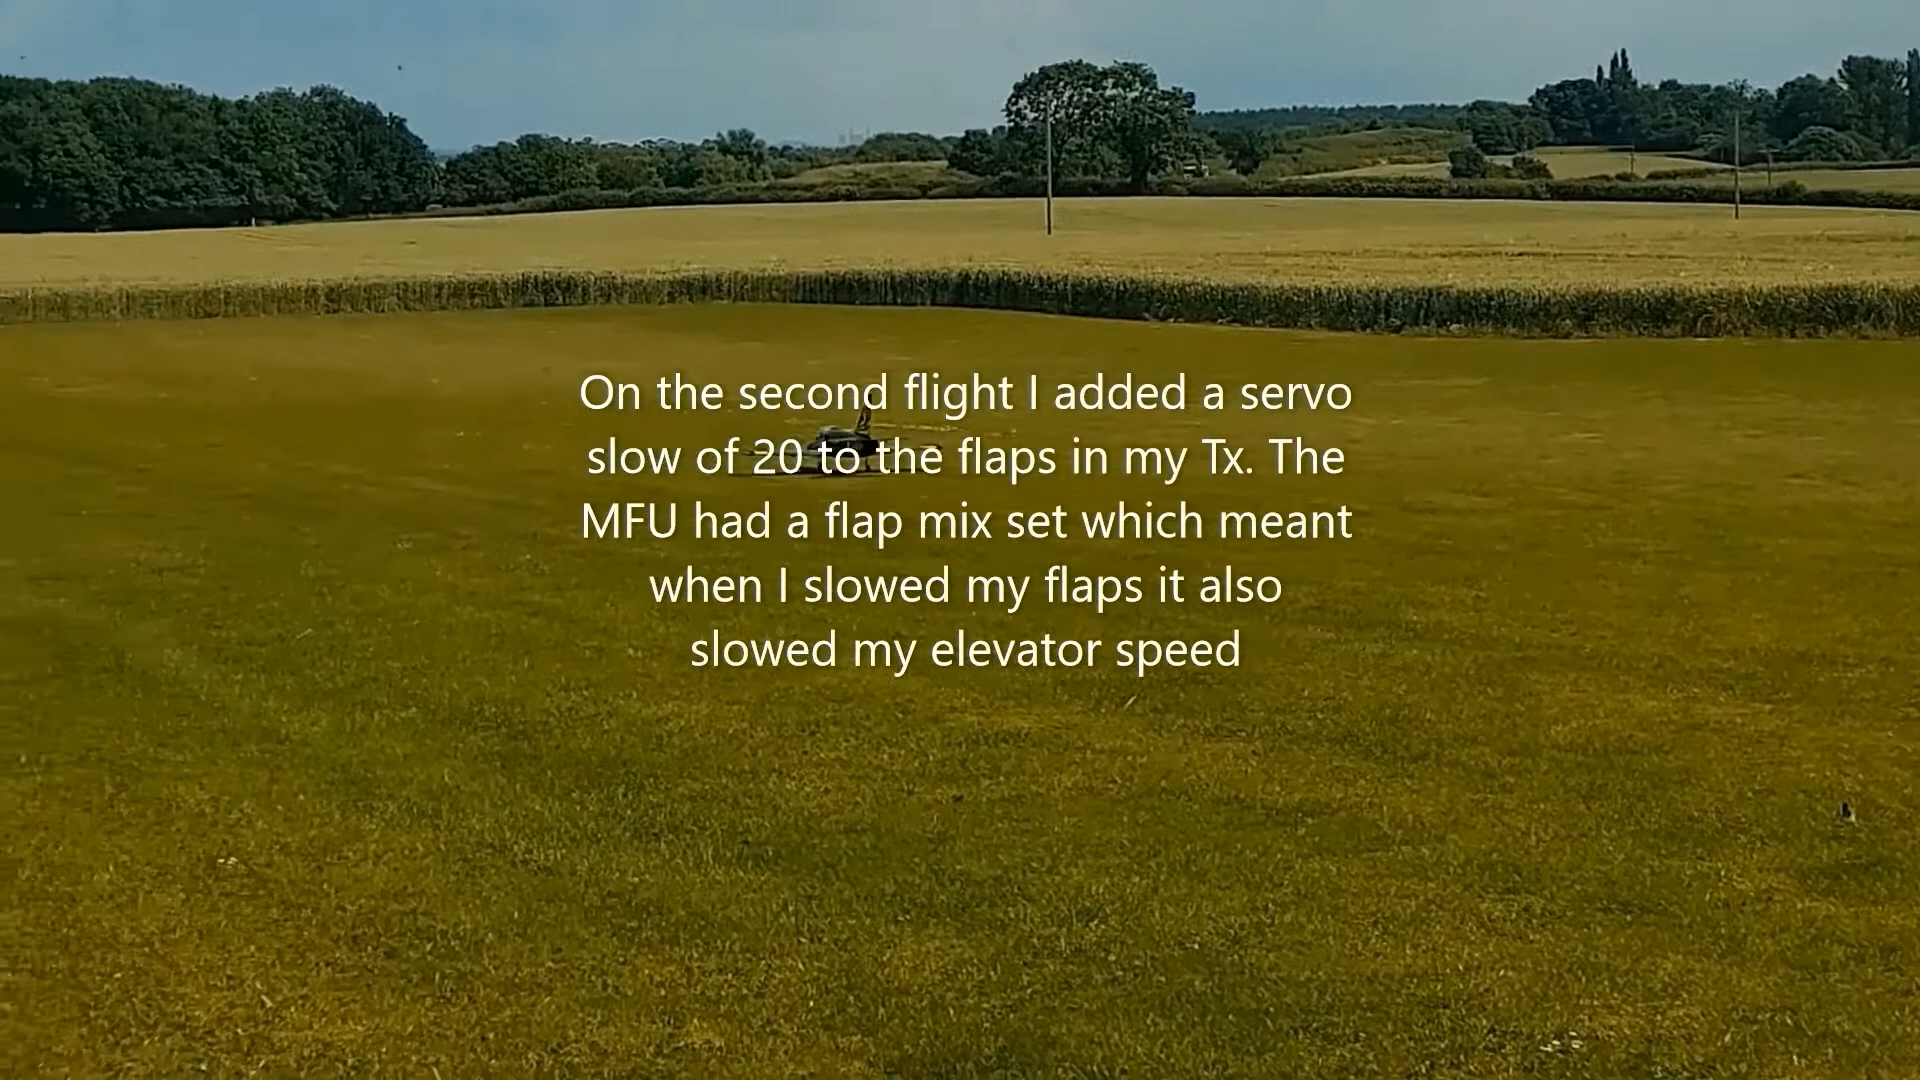 On the second flight I added a servo
slow of 20 to the flaps in my Tx. The
MFU had a flap mix set which meant
when I slowed my flaps it also
slowed my elevator speed